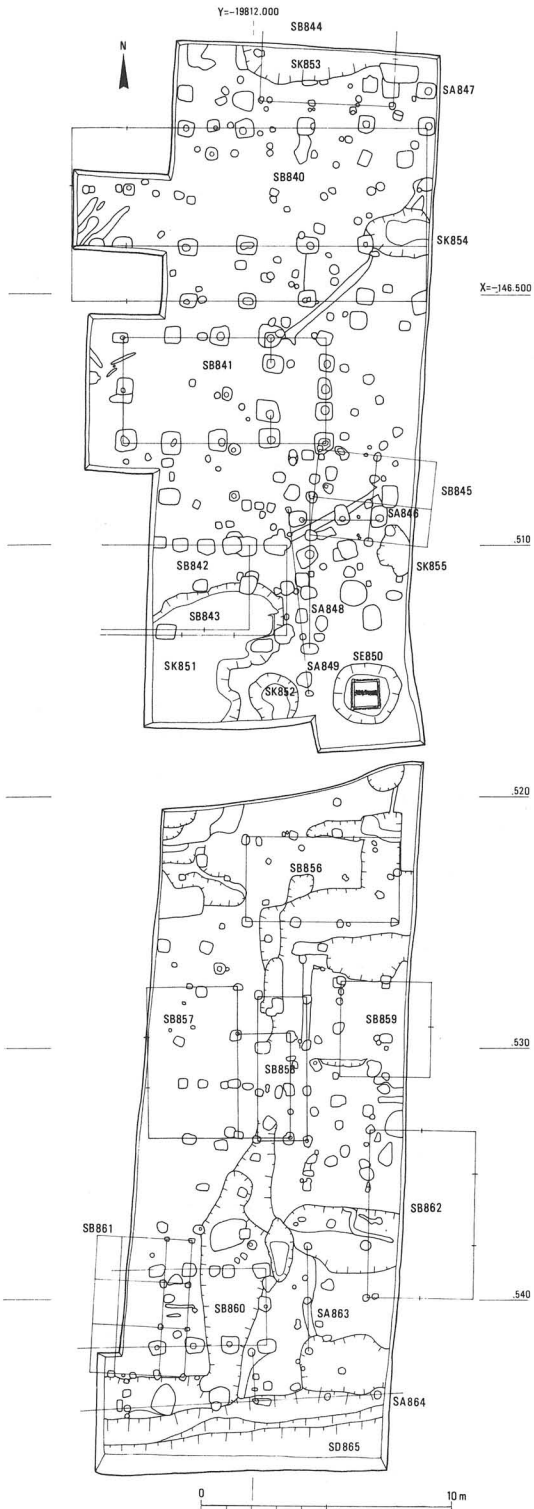 Y=-19812.000
SB844
N
SK853
SA847
SB840
SK854
X=-146.500
SB841
SB845
SA846
.510
SB842
SK855
SB843
SA848
SK851
SA849
SE850
SK852
.520
SB856
SB857
SB859
.530
SB858
SB861
SB862
SB860
SA863
.540
SA864
SD865
0
10 m